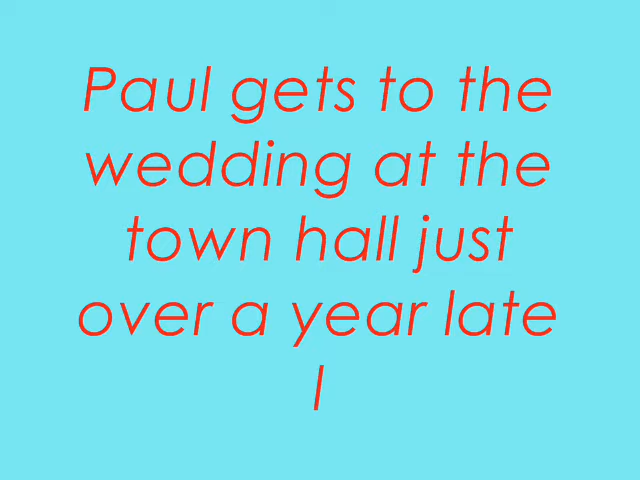 Paul gets to the
wedding at the
town hall just
over a year late
l